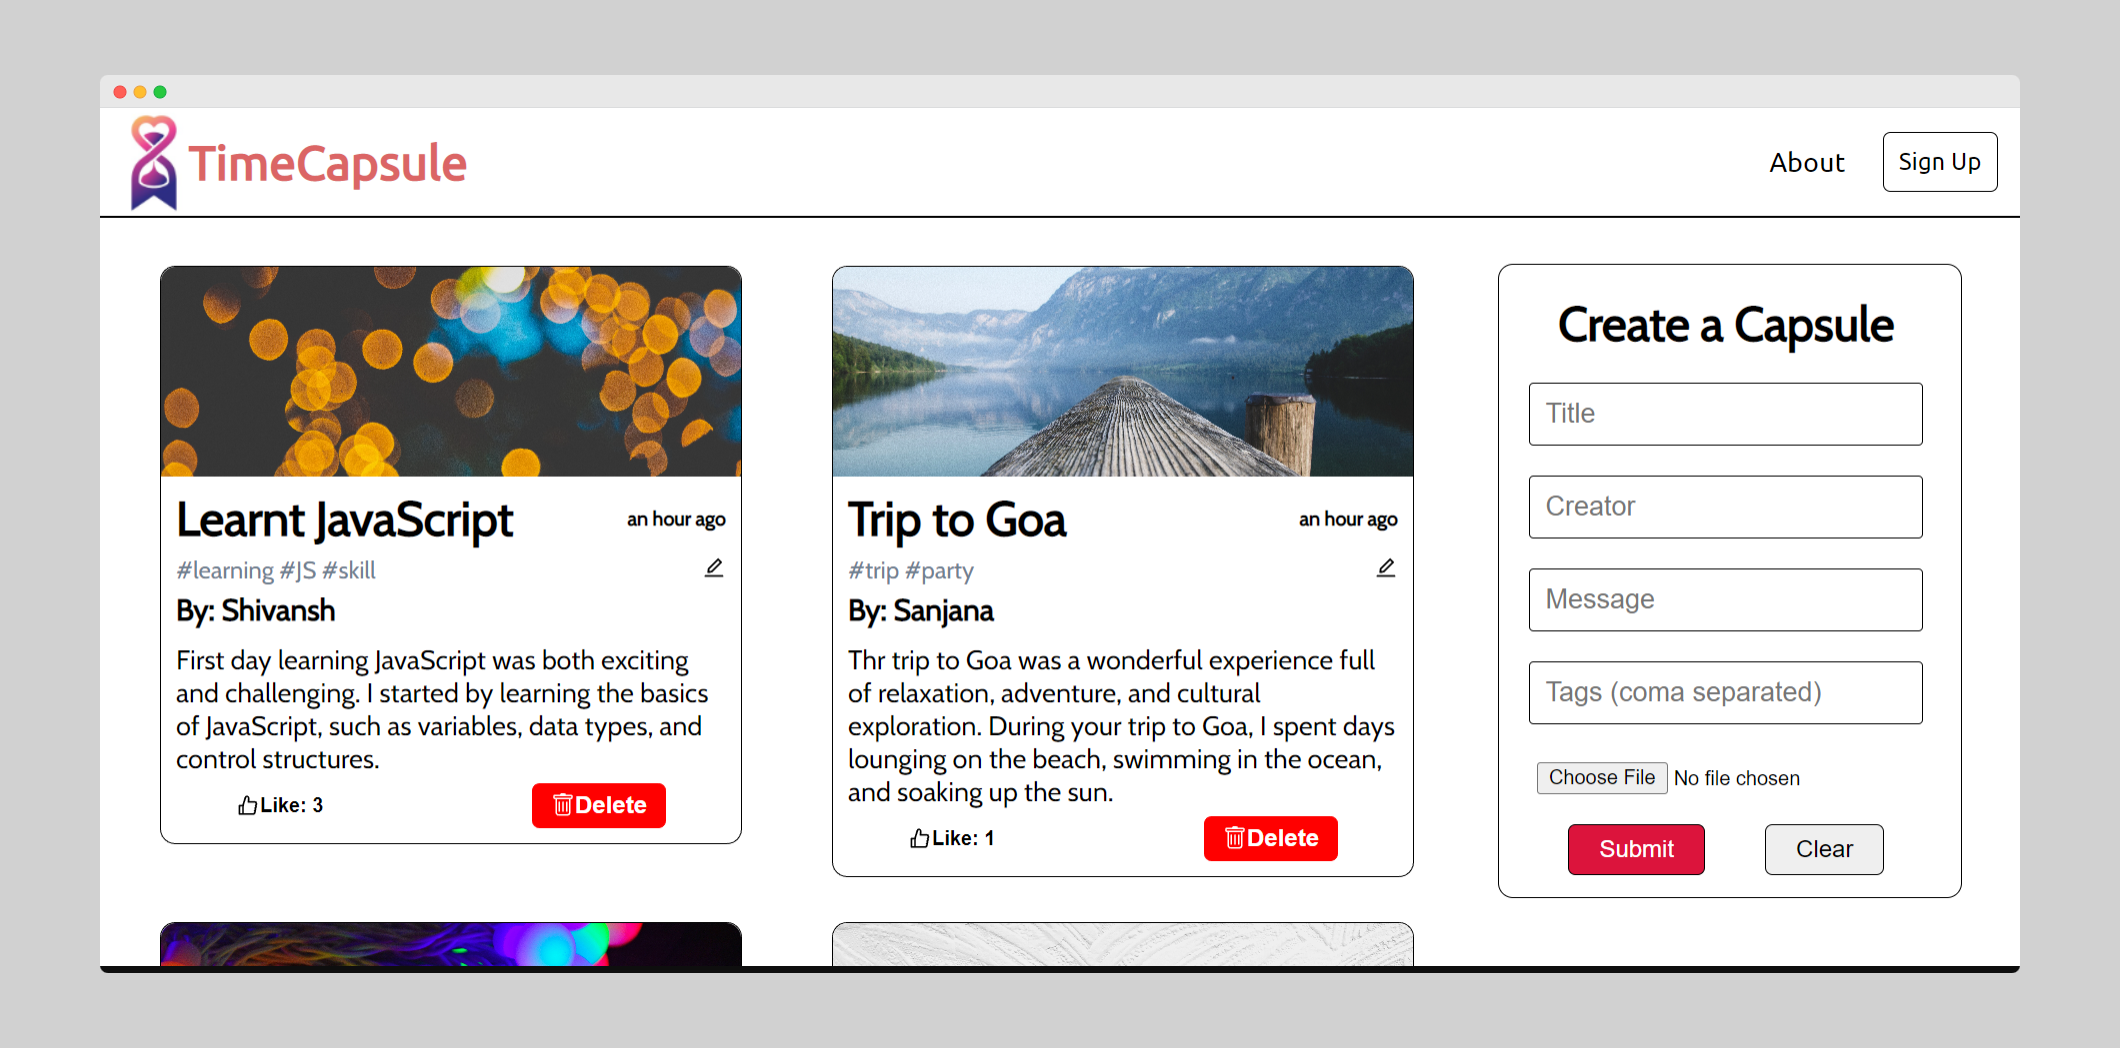 TimeCapsule
About
Sign Up
Learnt JavaScript
an hour ago
#learning #JS #skill
By: Shivansh
First day learning JavaScript was both exciting
and challenging. I started by learning the basics
of JavaScript, such as variables, data types, and
control structures.
Like: 3
Delete
Trip to Goa
an hour ago
#trip #party
By: Sanjana
Thr trip to Goa was a wonderful experience full
of relaxation, adventure, and cultural
exploration. During your trip to Goa, I spent days
lounging on the beach, swimming in the ocean,
and soaking up the sun.
Like: 1
Delete
Create a Capsule
Title
Creator
Message
Tags (coma separated)
Choose File No file chosen
Submit
Clear